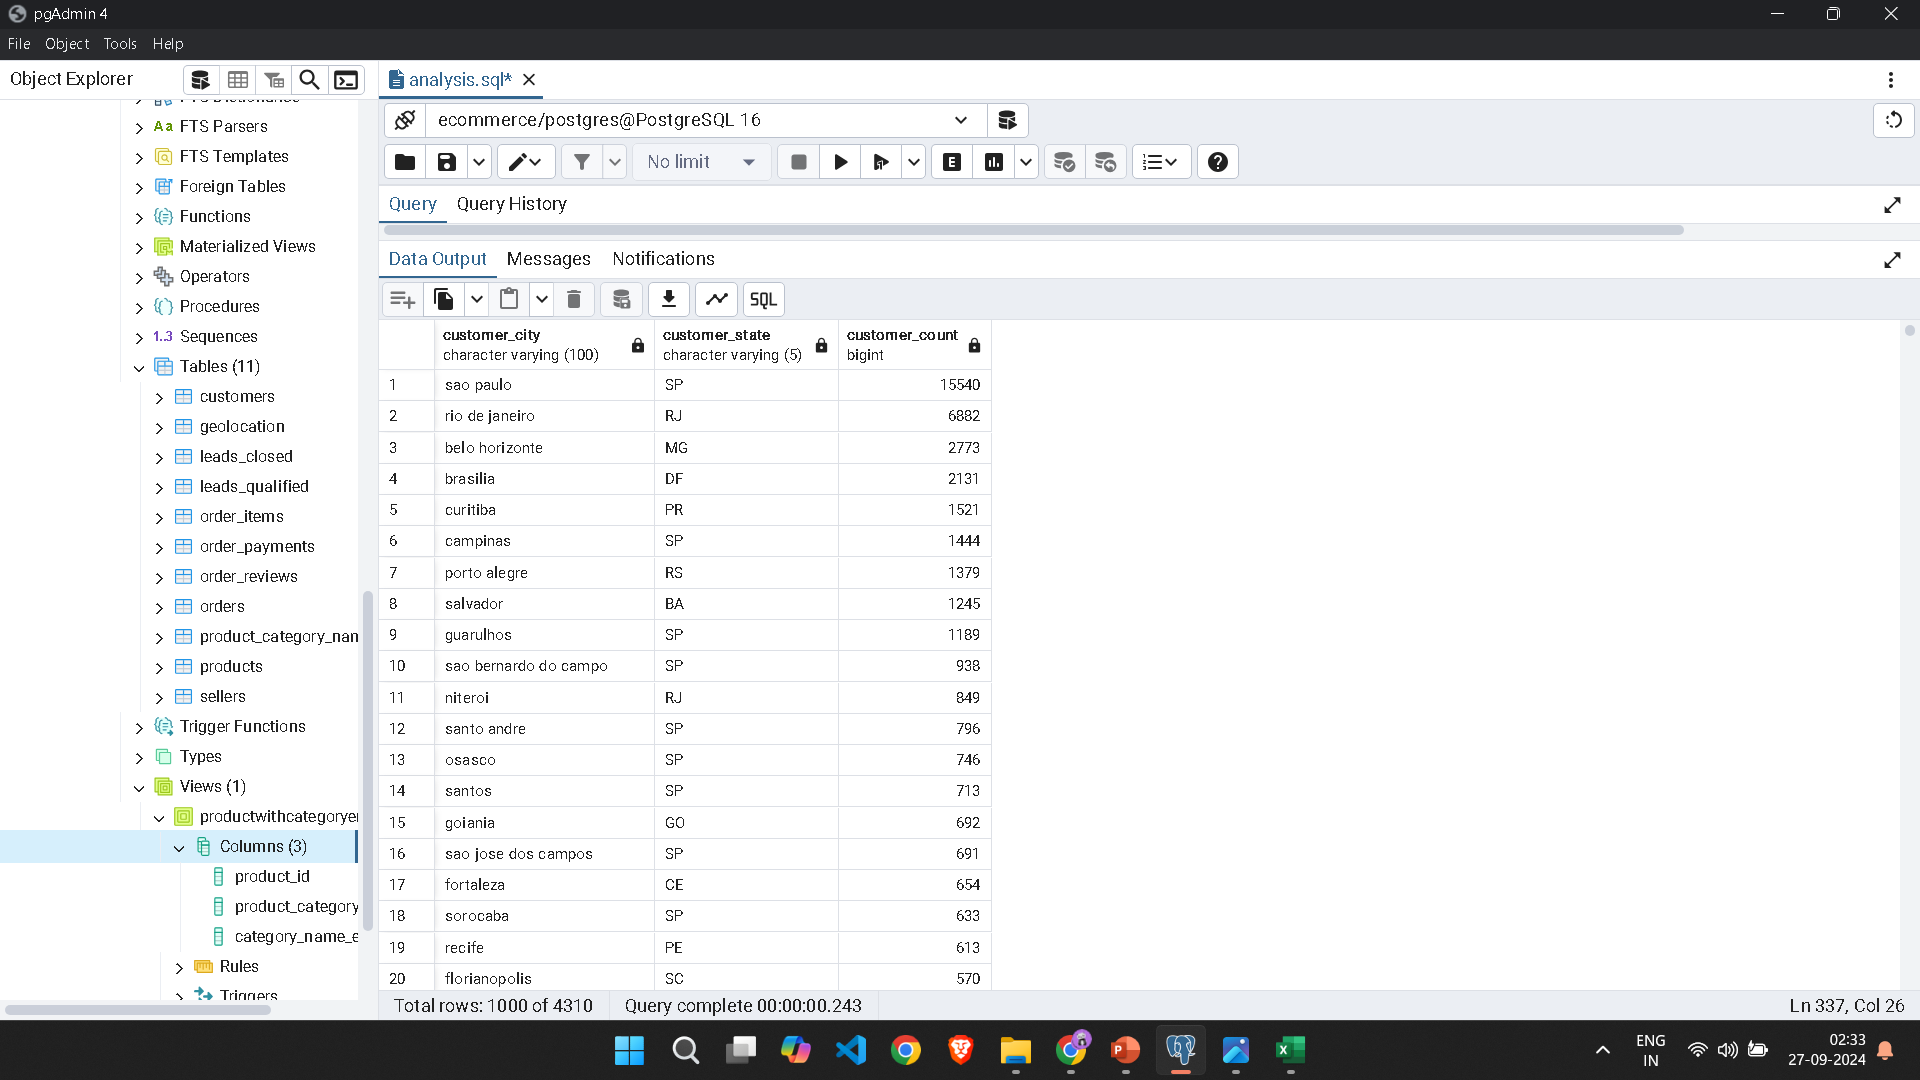 pgAdmin 4
File Object Tools Help
Object Explorer
analysis.sql*
ecommerce/postgres@PostgreSQL 16
No limit
E
Query Query History
Data Output Messages Notifications
SQL
FTS Dictionaries
Aa FTS Parsers
FTS Templates
Foreign Tables
Functions
Materialized Views
Operators
Procedures
1..3 Sequences
Tables (11)
customers
geolocation
leads_closed
leads_qualified
order_items
order_payments
order_reviews
orders
product_category_nam
products
sellers
Trigger Functions
Types
Views (1)
productwithcategoryer
Columns (3)
product_id
product_category
category_name_e
Rules
Triggers
customer_city customer_state customer_count
character varying (100) character varying (5) bigint
1 sao paulo SP 15540
2 rio de janeiro RJ 6882
3 belo horizonte MG 2773
4 brasilia DF 2131
5 curitiba PR 1521
6 campinas SP 1444
7 porto alegre RS 1379
8 salvador BA 1245
9 guarulhos SP 1189
10 sao bernardo do campo SP 938
11 niteroi RJ 849
12 santo andre SP 796
13 osasco SP 746
14 santos SP 713
15 goiania GO 692
16 sao jose dos campos SP 691
17 fortaleza CE 654
18 sorocaba SP 633
19 recife PE 613
20 florianopolis SC 570
Total rows: 1000 of 4310 Query complete 00:00:00.243 Ln 337, Col 26
ENG
IN
02:33
27-09-2024